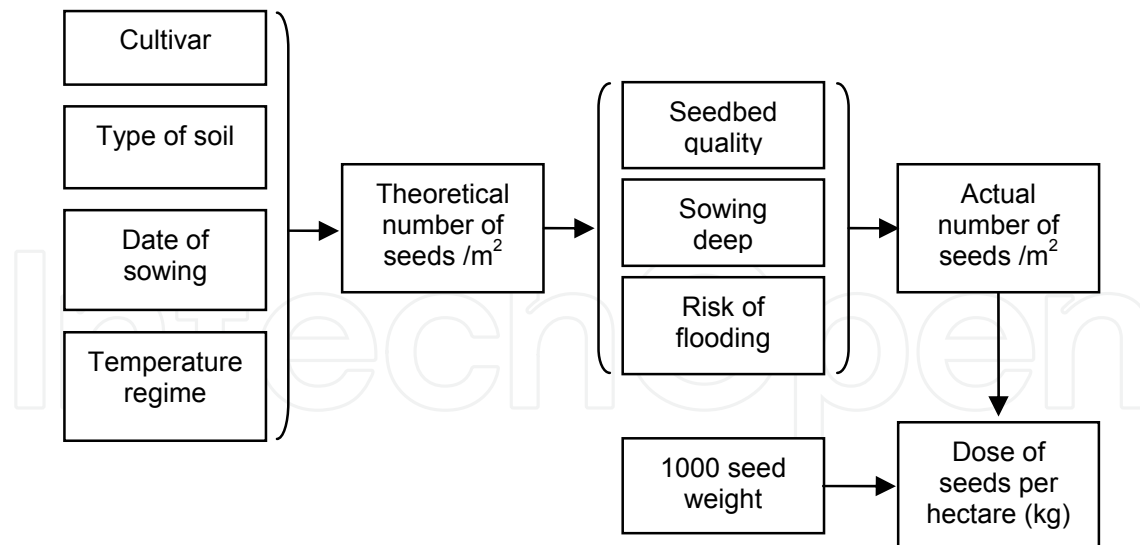 Cultivar
Type of soil
Date of
sowing
Temperature
regime
Theoretical
number of
seeds /m²
Seedbed
quality
Sowing
deep
Risk of
flooding
Actual
number of
seeds /m²
1000 seed
weight
Dose of
seeds per
hectare (kg)
IntechOpen